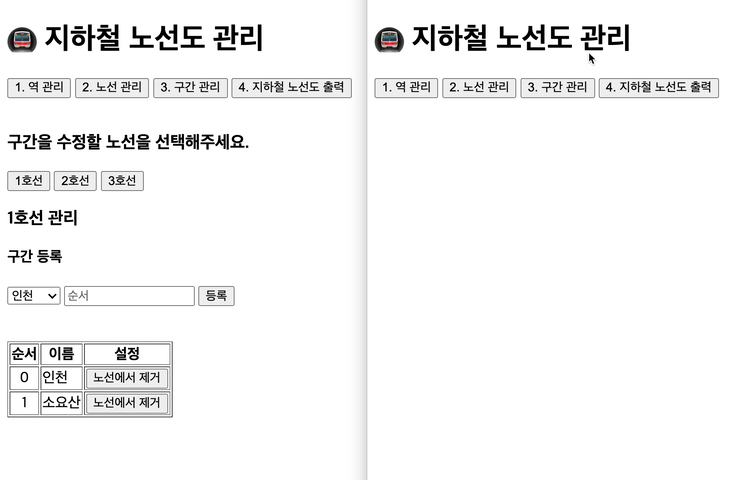 지하철 노선도 관리
1. 역 관리 2. 노선 관리 3. 구간 관리 4. 지하철 노선도 출력
구간을 수정할 노선을 선택해주세요.
1호선 2호선 3호선
1호선 관리
구간 등록
인천 순서 등록
순서 이름 설정
0 인천 노선에서 제거
1 소요산 노선에서 제거
지하철 노선도 관리
1. 역 관리 2. 노선 관리 3. 구간 관리 4. 지하철 노선도 출력